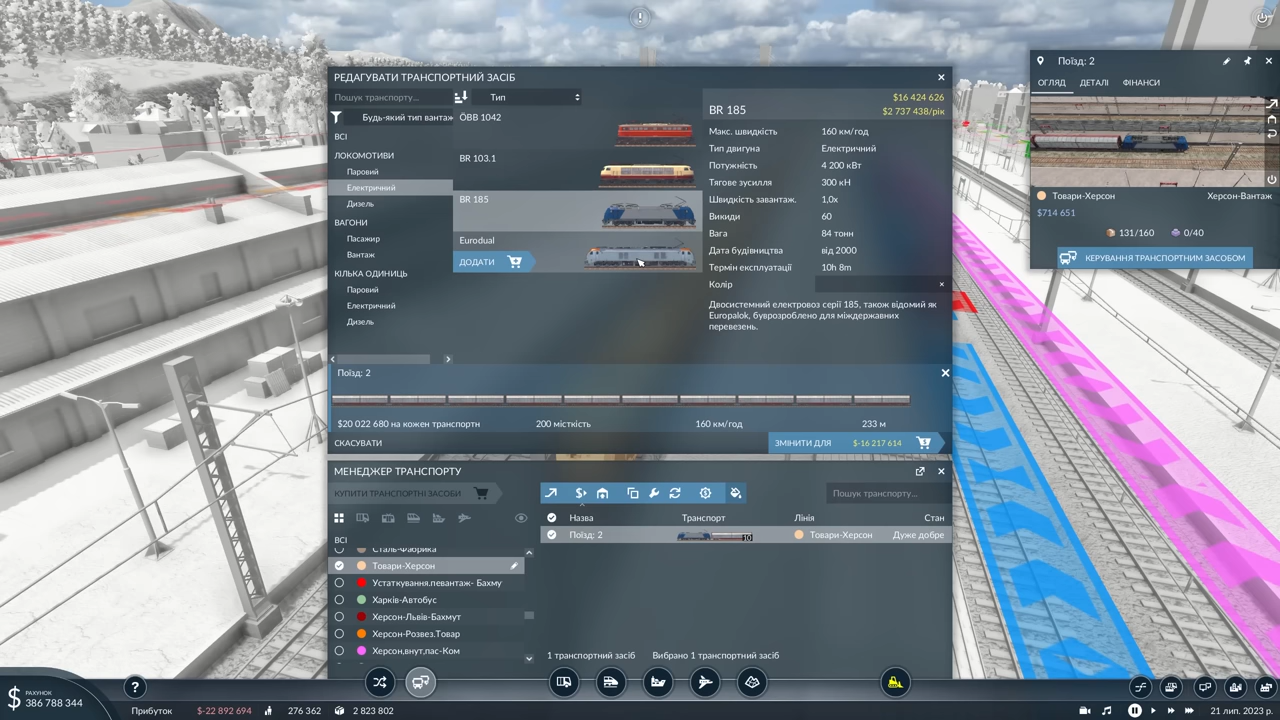 РЕДАГУВАТИ ТРАНСПОРТНИЙ ЗАСІБ
Пошук транспорту...
Тип
Будь-який тип вантаж
ВСІ
ЛОКОМОТИВИ
Паровий
Електричний
Дизель
ВАГОНИ
Пасажир
Вантаж
КІЛЬКА ОДИНИЦЬ
Паровий
Електричний
Дизель
ÖBB 1042
BR 103.1
BR 185
Eurodual
ДОДАТИ
$16 424 626
BR 185
$2 737 438/рік
Макс. швидкість 160 км/год
Тип двигуна Електричний
Потужність 4 200 кВт
Тягове зусилля 300 кН
Швидкість завантаж. 1,0x
Викиди 60
Вага 84 тонн
Дата будівництва від 2000
Термін експлуатації 10h 8m
Колір
Двосистемний електровоз серії 185, також відомий як
Europalok, буврозроблено для міждержавних
перевезень.
Поїзд: 2
$20 022 680 на кожен транспортн 200 місткість 160 км/год 233 м
СКАСУВАТИ
ЗМІНИТИ ДЛЯ $-16 217 614
МЕНЕДЖЕР ТРАНСПОРТУ
КУПИТИ ТРАНСПОРТНІ ЗАСОБИ
Пошук транспорту...
ВСІ
Сталь-Фабрика
Товари-Херсон
Устаткування.певантаж- Бахму
Харків-Автобус
Херсон-Львів-Бахмут
Херсон-Розвез.Товар
Херсон,внут,пас-Ком
Назва Транспорт Лінія Стан
Поїзд: 2 10 Товари-Херсон Дуже добре
1 транспортний засіб Вибрано 1 транспортний засіб
Поїзд: 2
ОГЛЯД ДЕТАЛІ ФІНАНСИ
Товари-Херсон Херсон-Вантаж
$714 651
131/160 0/40
КЕРУВАННЯ ТРАНСПОРТНИМ ЗАСОБОМ
РАХУНОК
$ 386 788 344
Прибуток $-22 892 694 276 362 2 823 802
21 лип. 2023 р.